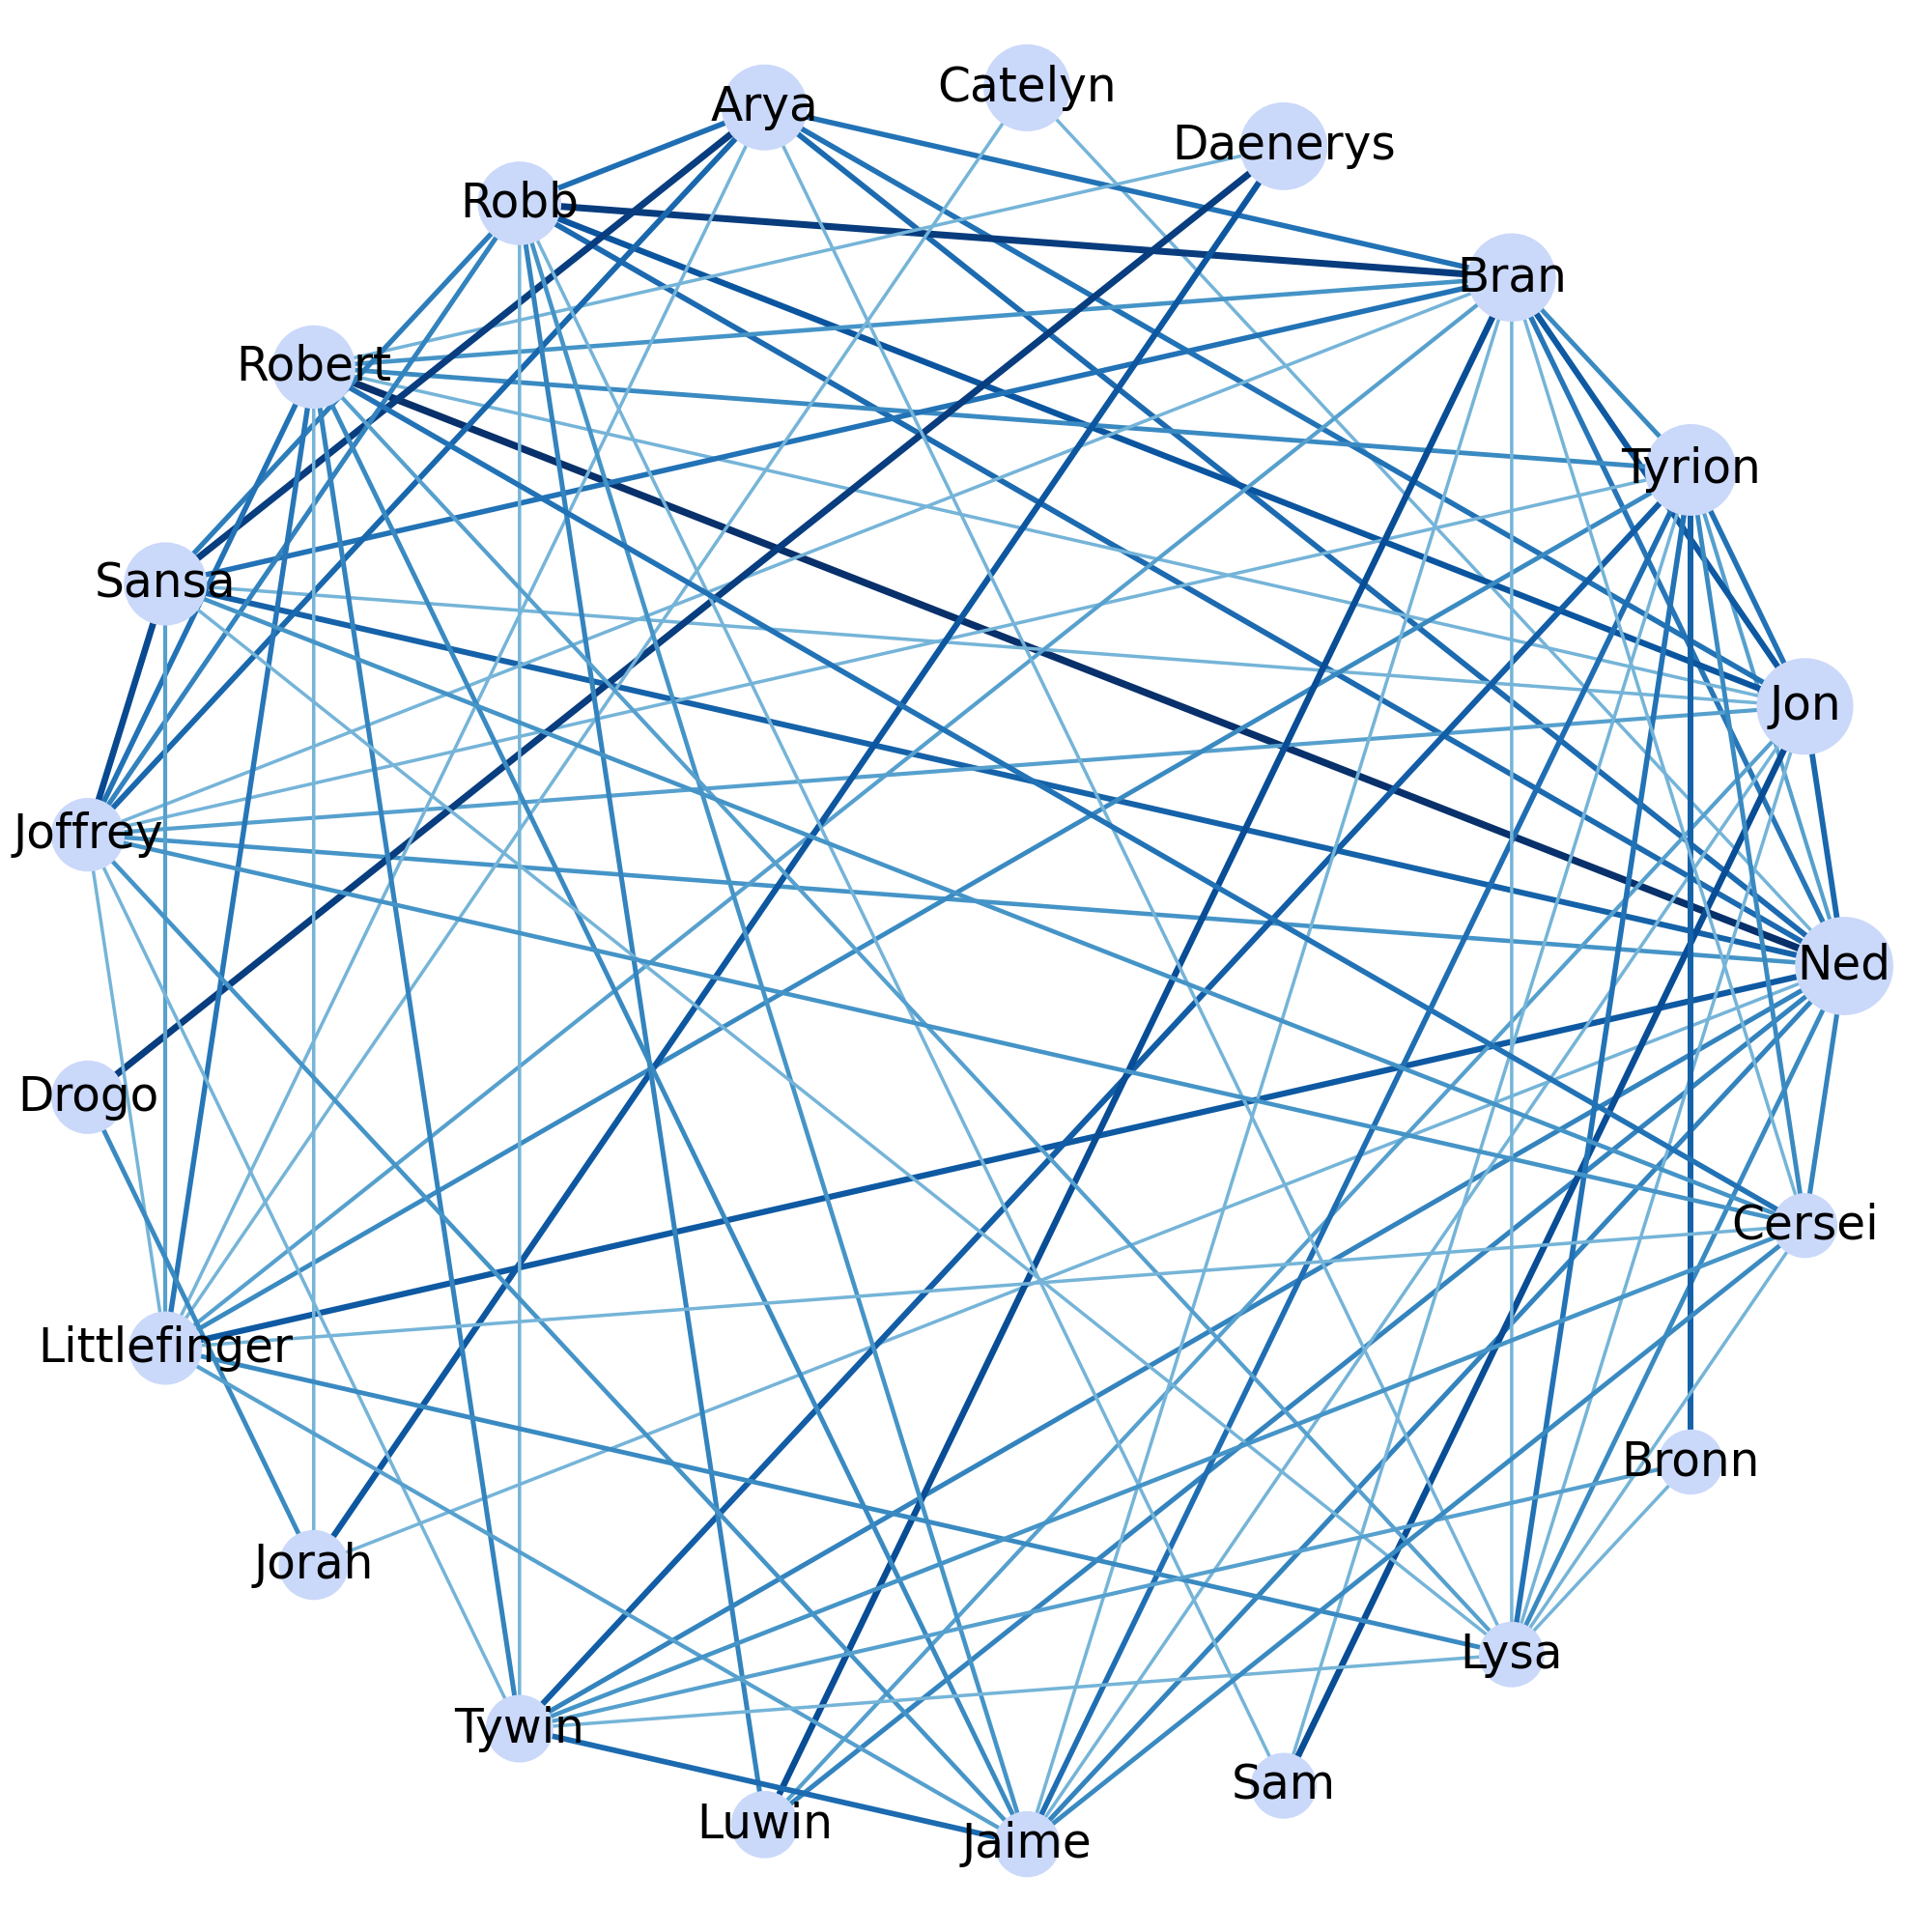 Catelyn
Arya
Daenerys
Robb
Bran
Robert
Tyrion
Sansa
Jon
Joffrey
Ned
Drogo
Cersei
Littlefinger
Bronn
Jorah
Lysa
Tywin
Sam
Luwin
Jaime